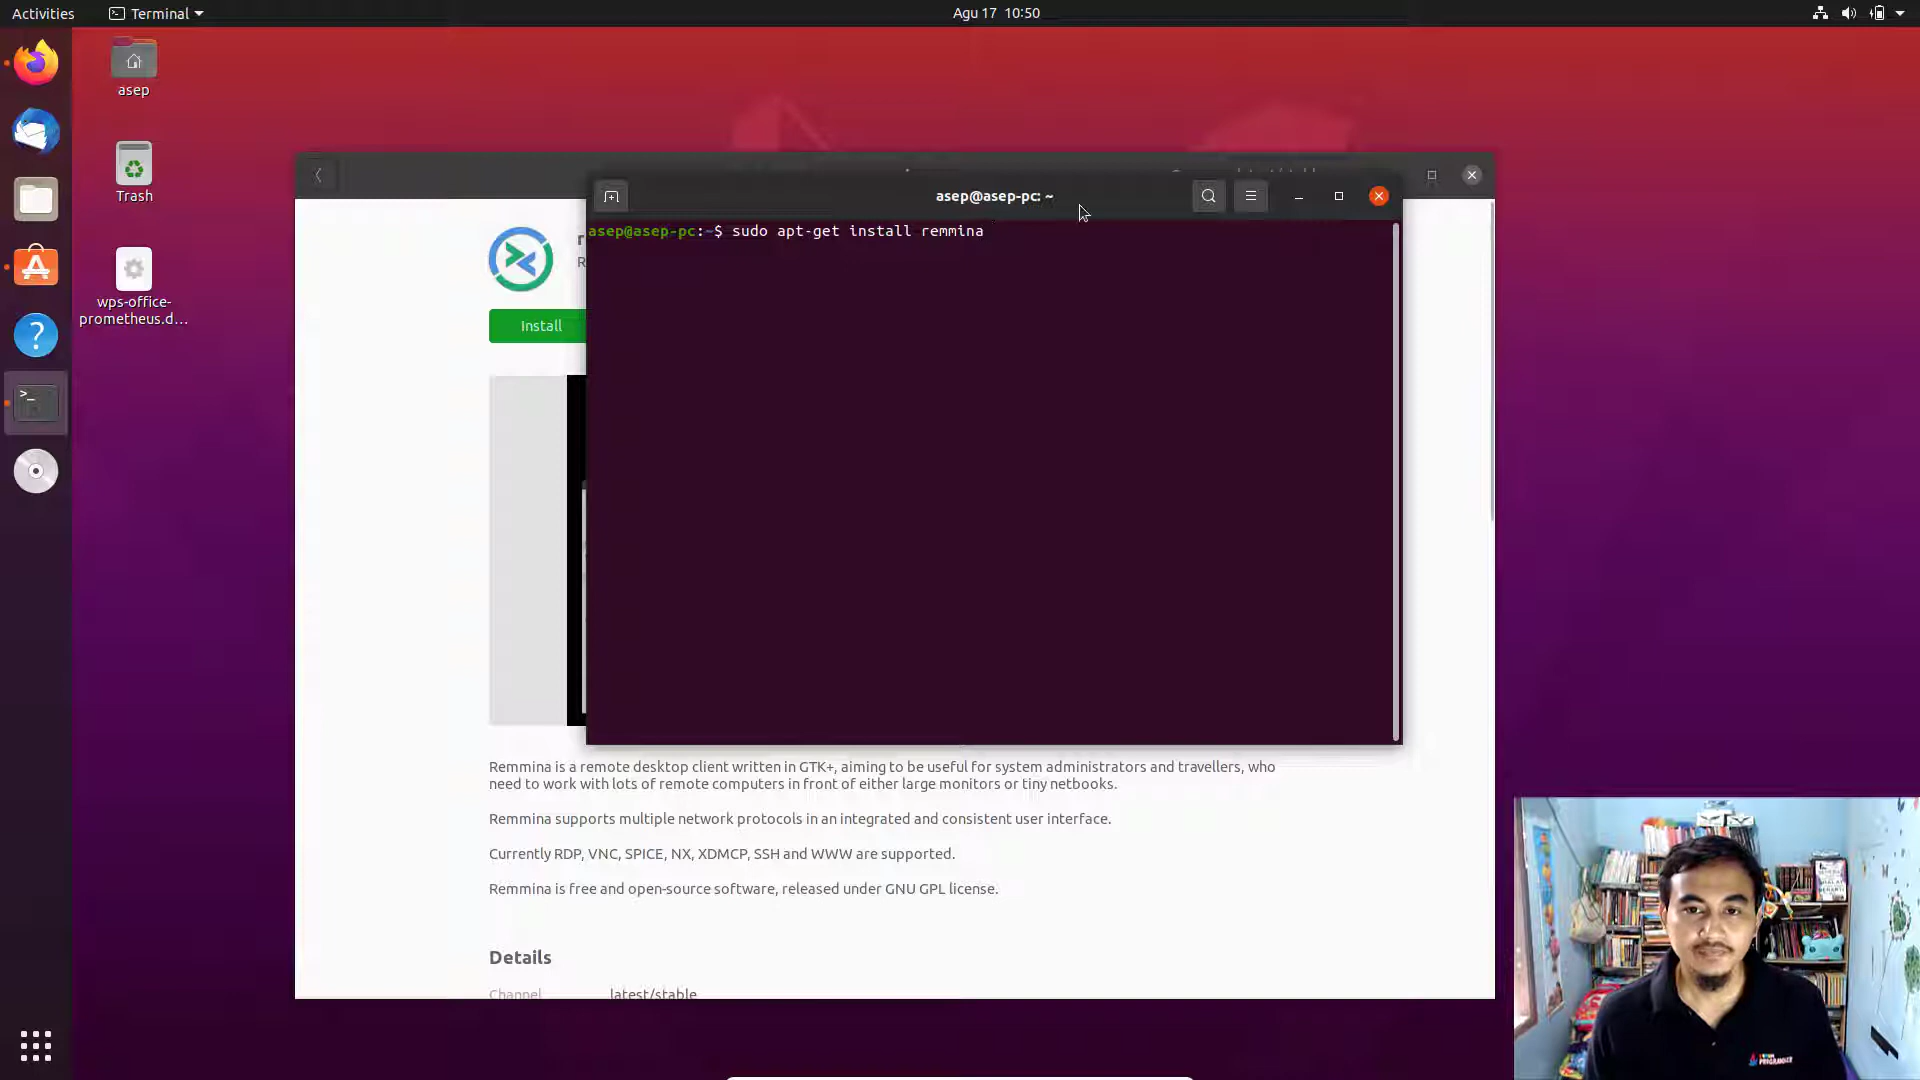 Activities
Terminal
Agu 17 10:50
asep
Trash
wps-office-
prometheus.d...
asep@asep-pc: ~
asep@asep-pc:~$ sudo apt-get install remmina
Install
Remmina is a remote desktop client written in GTK+, aiming to be useful for system administrators and travellers, who
need to work with lots of remote computers in front of either large monitors or tiny netbooks.
Remmina supports multiple network protocols in an integrated and consistent user interface.
Currently RDP, VNC, SPICE, NX, XDMCP, SSH and WWW are supported.
Remmina is free and open-source software, released under GNU GPL license.
Details
Channel
latest/stable